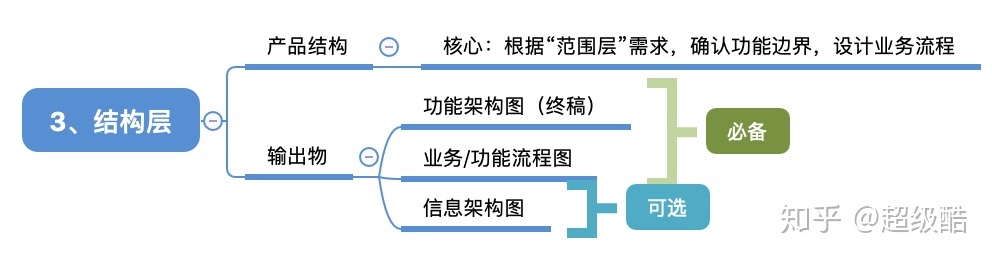 3、结构层
产品结构
核心：根据“范围层”需求，确认功能边界，设计业务流程
输出物
功能架构图（终稿）
业务/功能流程图
信息架构图
必备
可选
知乎 @超级酷